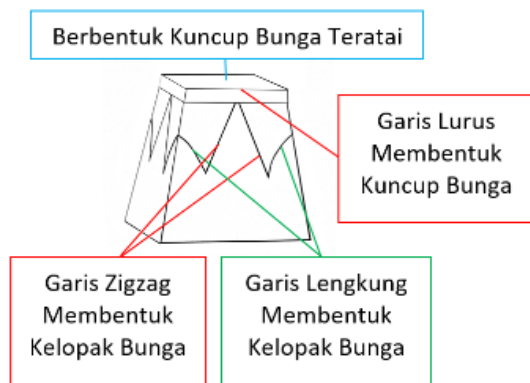 Berbentuk Kuncup Bunga Teratai
Garis Lurus
Membentuk
Kuncup Bunga
Garis Zigzag
Membentuk
Kelopak Bunga
Garis Lengkung
Membentuk
Kelopak Bunga